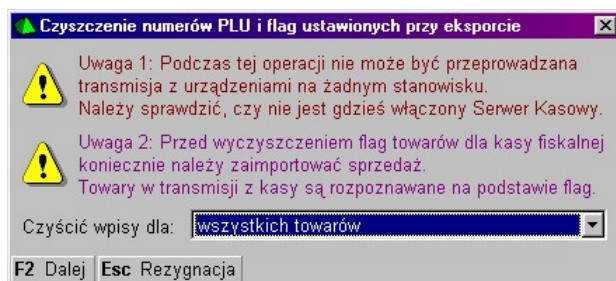 Czyszczenie numerów PLU i flag ustawionych przy eksporcie
Uwaga 1: Podczas tej operacji nie może być przeprowadzana
transmisja z urządzeniami na żadnym stanowisku.
Należy sprawdzić, czy nie jest gdzieś włączony Serwer Kasowy.
Uwaga 2: Przed wyczyszczeniem flag towarów dla kasy fiskalnej
koniecznie należy zaimportować sprzedaż.
Towary w transmisji z kasy są rozpoznawane na podstawie flag.
Czyścić wpisy dla: wszystkich towarów
F2 Dalej Esc Rezygnacja